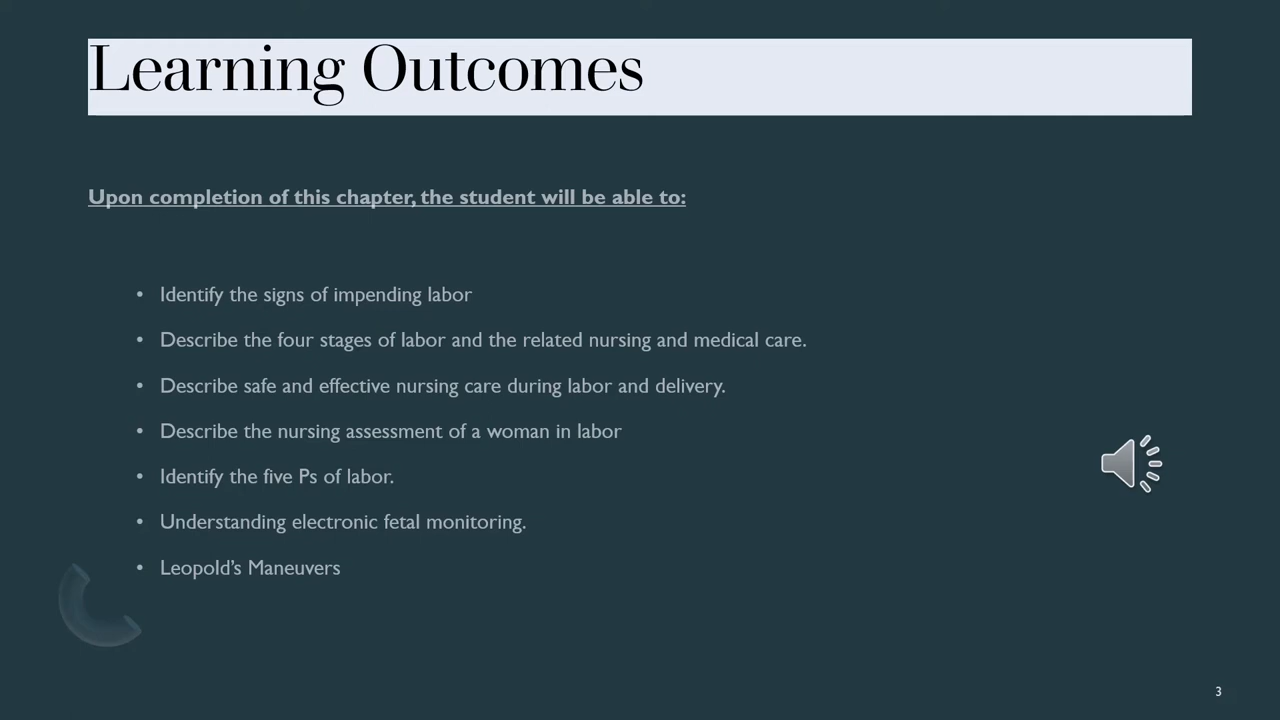 Learning Outcomes
Upon completion of this chapter, the student will be able to:
• Identify the signs of impending labor
• Describe the four stages of labor and the related nursing and medical care.
• Describe safe and effective nursing care during labor and delivery.
• Describe the nursing assessment of a woman in labor
• Identify the five Ps of labor.
• Understanding electronic fetal monitoring.
• Leopold’s Maneuvers
3